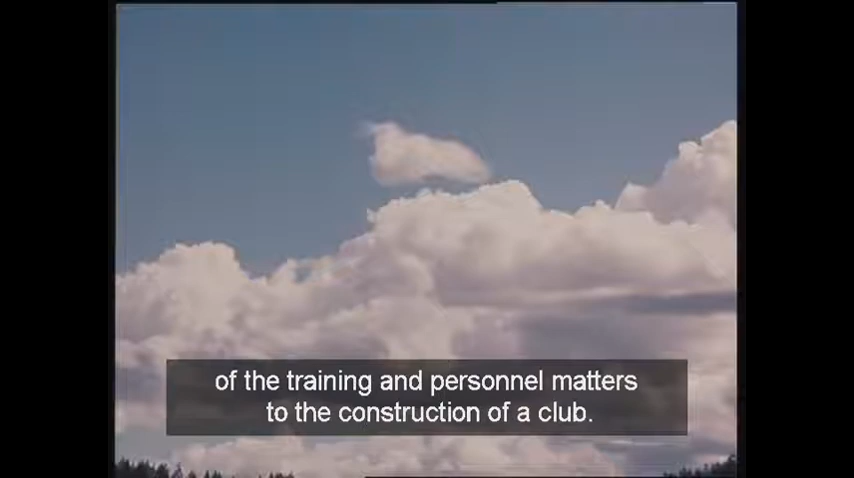 of the training and personnel matters
to the construction of a club.